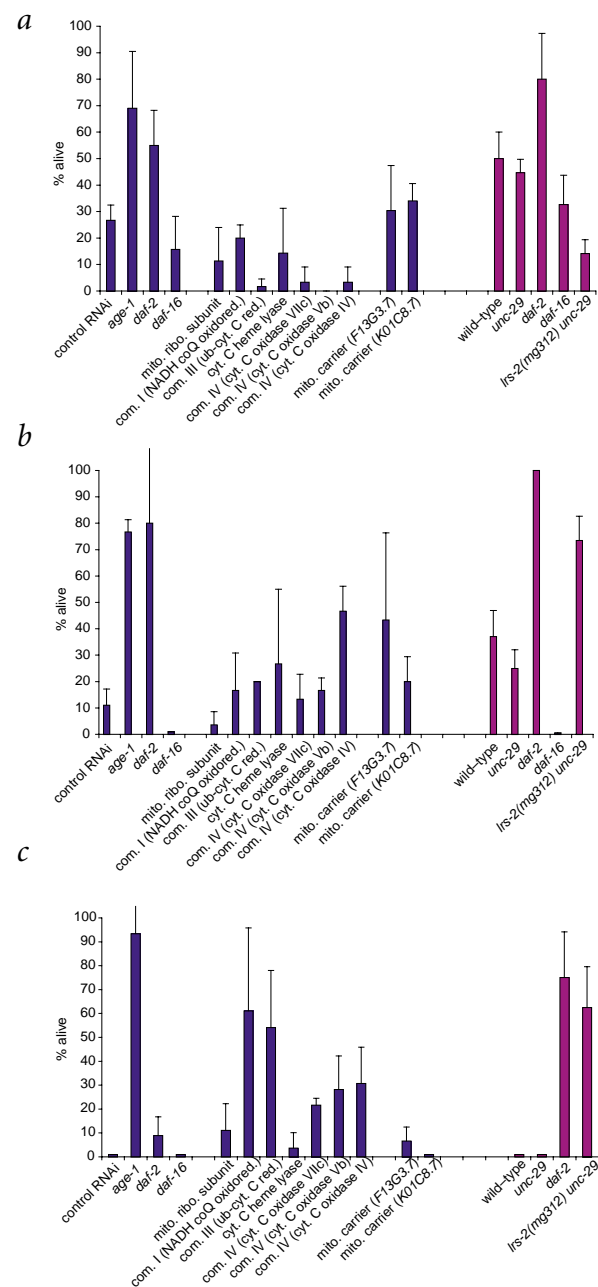 a
100
90
80
70
60
50
40
30
20
10
0
% alive
control RNAi
age-1
daf-2
daf-16
mito. ribo. subunit
com. I (NADH coQ oxidored.)
com. III (ub-cyt. C red.)
cyt. C heme lyase
com. IV (cyt. C oxidase VIIc)
com. IV (cyt. C oxidase Vb)
com. IV (cyt. C oxidase IV)
mito. carrier (F13G3.7)
mito. carrier (K01C8.7)
wild–type
unc-29
daf-2
daf-16
lrs-2(mg312) unc-29
b
100
90
80
70
60
50
40
30
20
10
0
% alive
control RNAi
age-1
daf-2
daf-16
mito. ribo. subunit
com. I (NADH coQ oxidored.)
com. III (ub-cyt. C red.)
cyt. C heme lyase
com. IV (cyt. C oxidase VIIc)
com. IV (cyt. C oxidase Vb)
com. IV (cyt. C oxidase IV)
mito. carrier (F13G3.7)
mito. carrier (K01C8.7)
wild–type
unc-29
daf-2
daf-16
lrs-2(mg312) unc-29
c
100
90
80
70
60
50
40
30
20
10
0
% alive
control RNAi
age-1
daf-2
daf-16
mito. ribo. subunit
com. I (NADH coQ oxidored.)
com. III (ub-cyt. C red.)
cyt. C heme lyase
com. IV (cyt. C oxidase VIIc)
com. IV (cyt. C oxidase Vb)
com. IV (cyt. C oxidase IV)
mito. carrier (F13G3.7)
mito. carrier (K01C8.7)
wild–type
unc-29
daf-2
lrs-2(mg312) unc-29